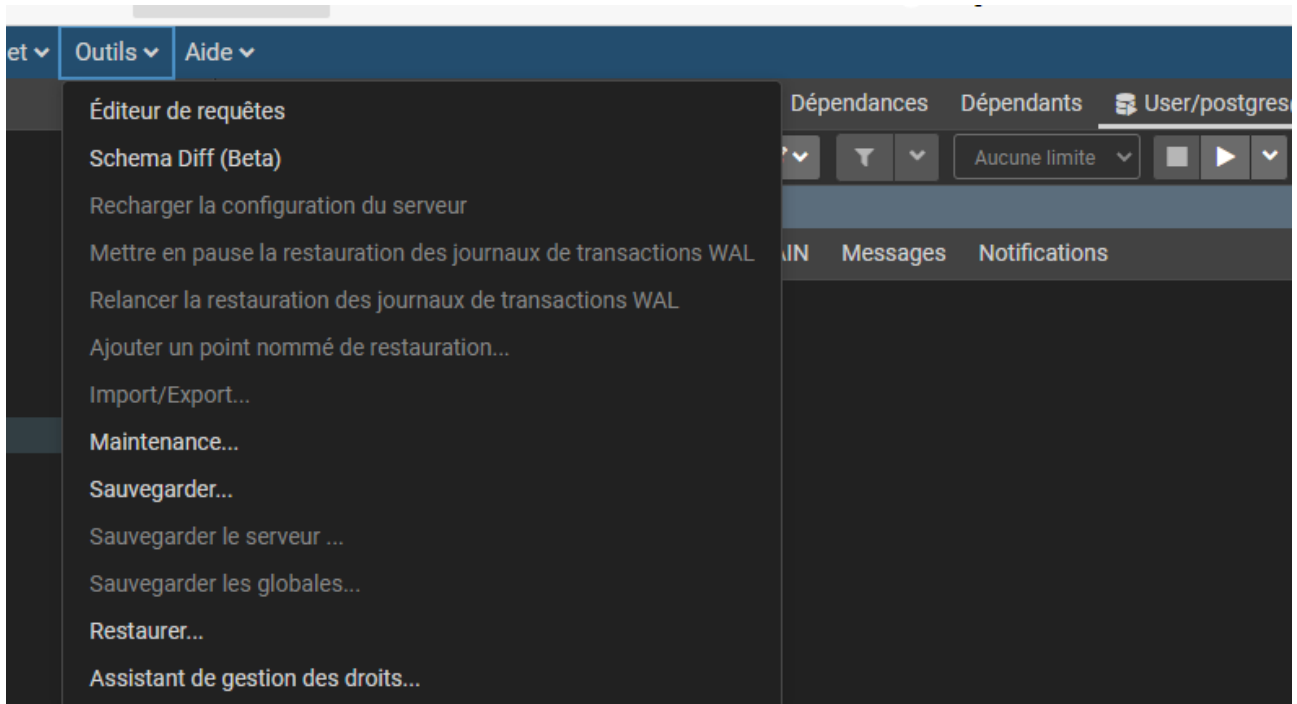 et Outils Aide
Éditeur de requêtes
Dépendances Dépendants User/postgres
Schema Diff (Beta)
Aucune limite
Recharger la configuration du serveur
Mettre en pause la restauration des journaux de transactions WAL
Messages Notifications
Relancer la restauration des journaux de transactions WAL
Ajouter un point nommé de restauration...
Import/Export...
Maintenance...
Sauvegarder...
Sauvegarder le serveur ...
Sauvegarder les globales...
Restaurer...
Assistant de gestion des droits...